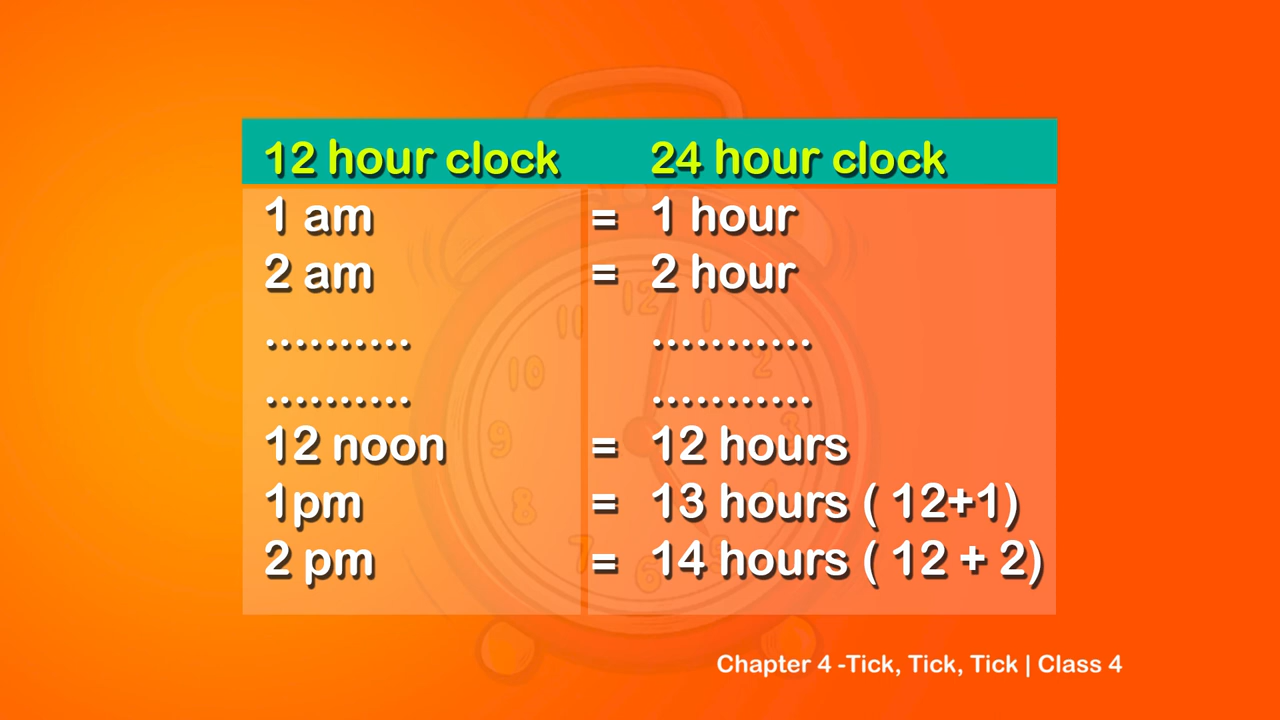 12 hour clock 24 hour clock
1 am = 1 hour
2 am = 2 hour
.......... ...........
.......... ...........
12 noon = 12 hours
1pm = 13 hours ( 12+1)
2 pm = 14 hours ( 12 + 2)
Chapter 4 -Tick, Tick, Tick | Class 4